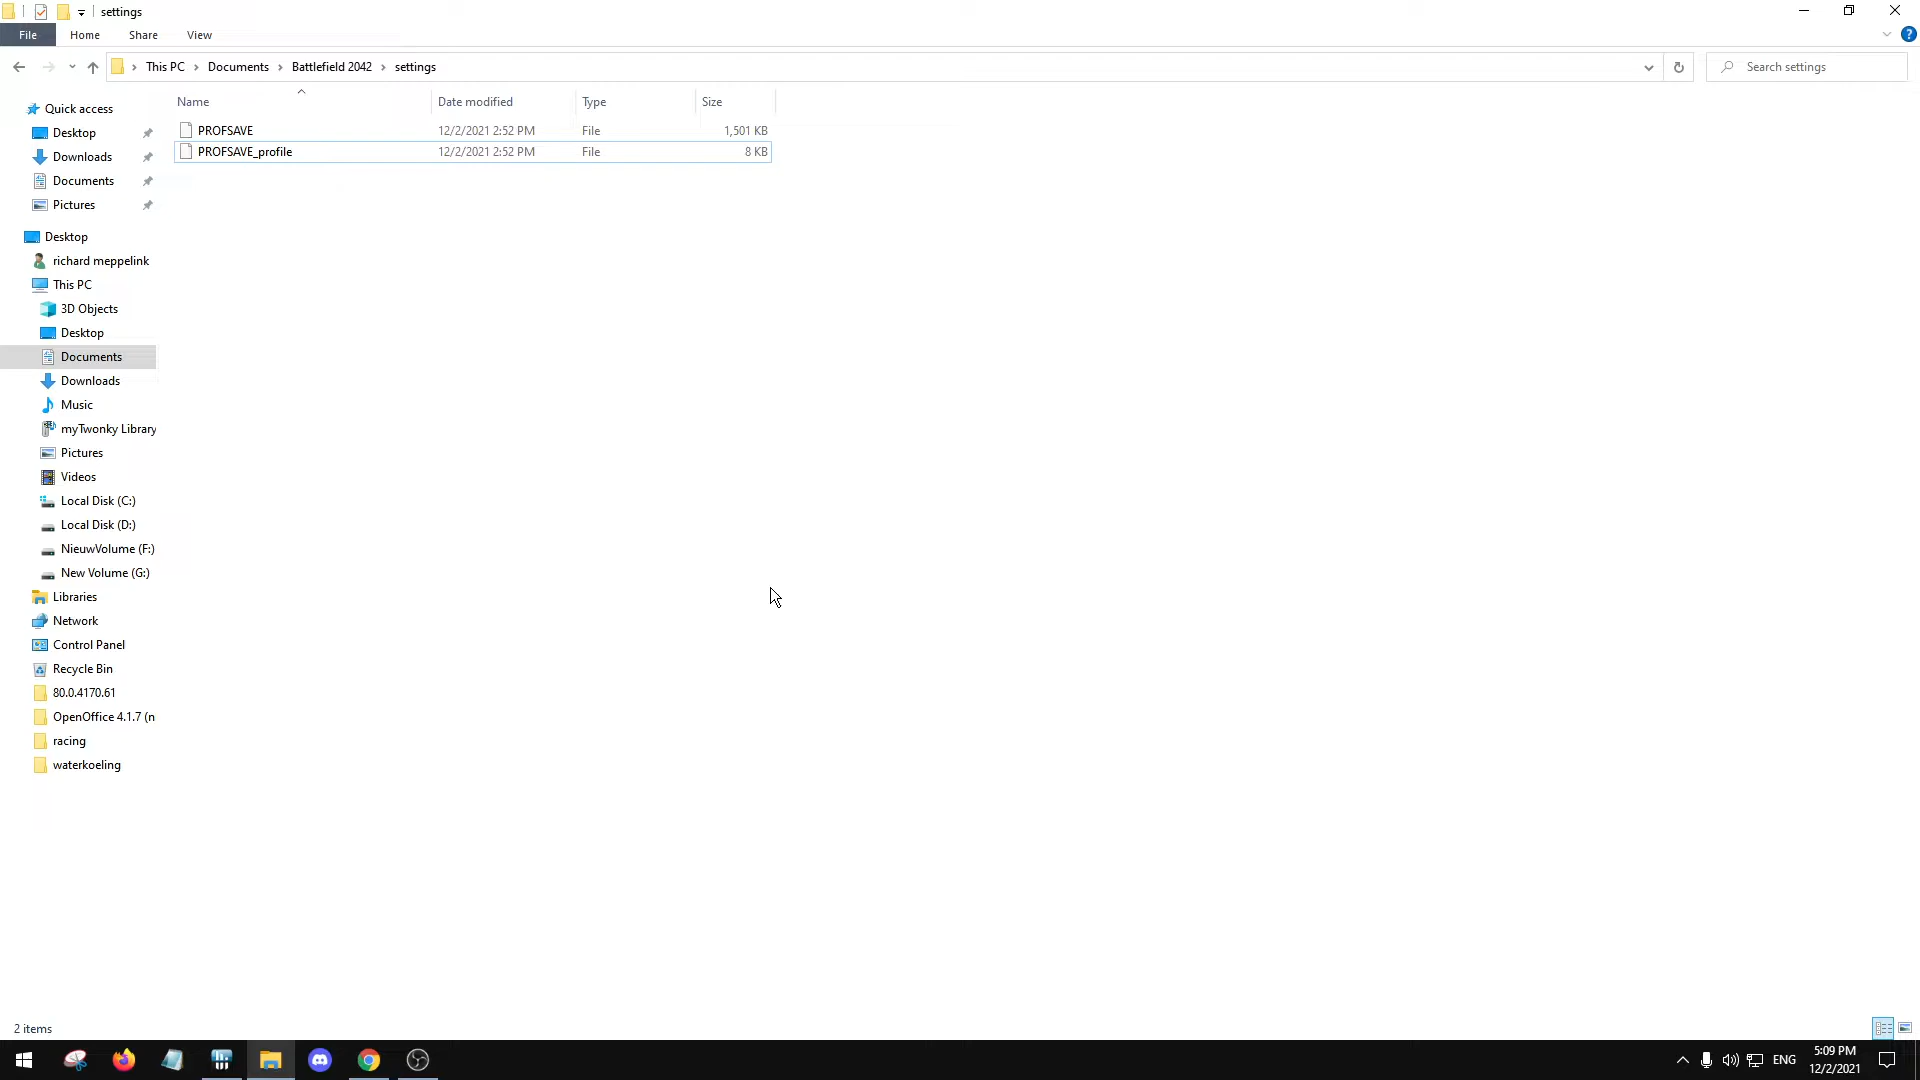 settings
File Home Share View
This PC Documents Battlefield 2042 settings
Search settings
Name Date modified Type Size
PROFSAVE 12/2/2021 2:52 PM File 1,501 KB
PROFSAVE_profile 12/2/2021 2:52 PM File 8 KB
Quick access
Desktop
Downloads
Documents
Pictures
Desktop
richard meppelink
This PC
3D Objects
Desktop
Documents
Downloads
Music
myTwonky Library
Pictures
Videos
Local Disk (C:)
Local Disk (D:)
NieuwVolume (F:)
New Volume (G:)
Libraries
Network
Control Panel
Recycle Bin
80.0.4170.61
OpenOffice 4.1.7 (n
racing
waterkoeling
2 items
ENG
5:09 PM
12/2/2021